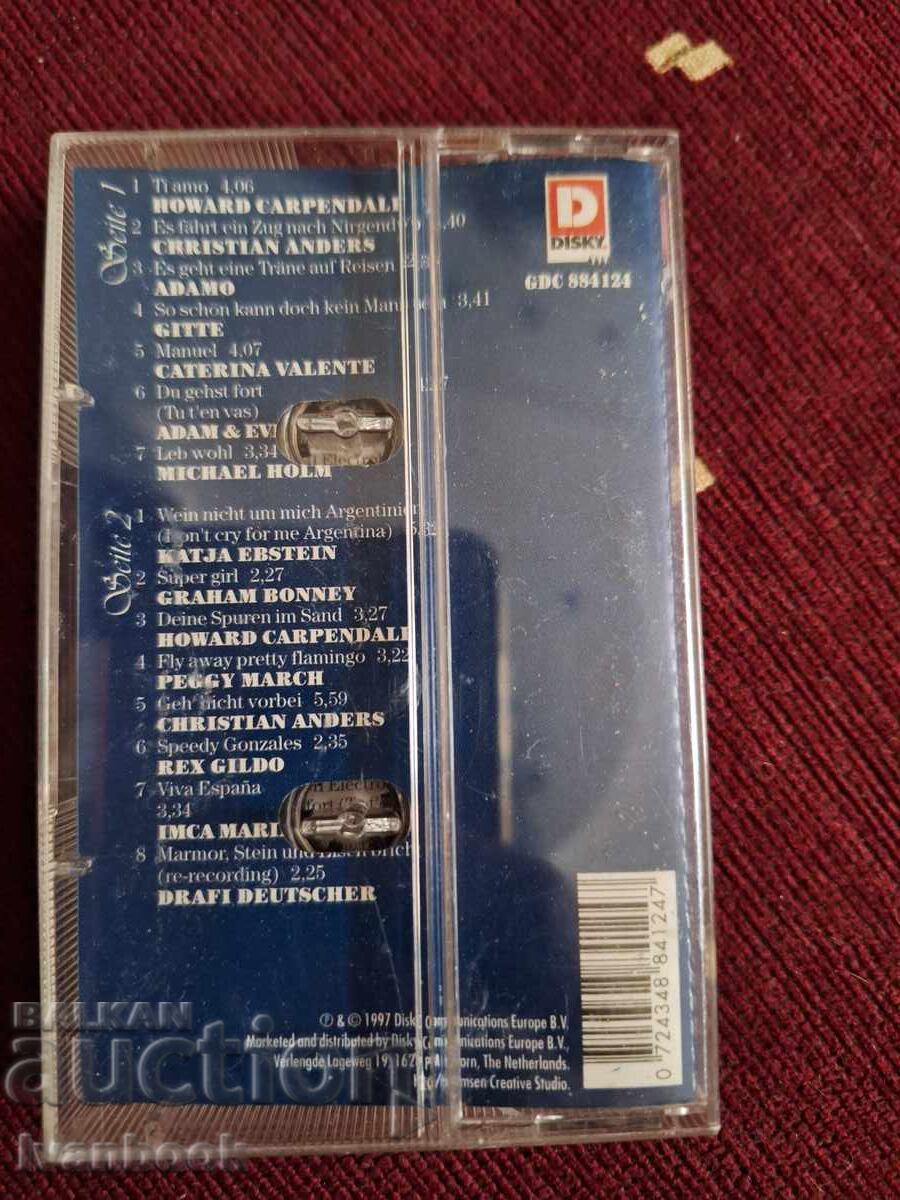 Seite 1
1 Ti amo 4,06
HOWARD CARPENDALE
2 Es fährt ein Zug nach Nirgendwo ,40
CHRISTIAN ANDERS
3 Es geht eine Träne auf Reisen
ADAMO
4 So schön kann doch kein Mann sein 3,41
GITTE
5 Manuel 4,07
CATERINA VALENTE
6 Du gehst fort
(Tu t'en vas)
ADAM & EVE
7 Leb wohl 3,34
MICHAEL HOLM
Seite 2
1 Wein nicht um mich Argentinien
(Don't cry for me Argentina) 5,32
KATJA EBSTEIN
2 Super girl 2,27
GRAHAM BONNEY
3 Deine Spuren im Sand 3,27
HOWARD CARPENDALE
4 Fly away pretty flamingo 3,22
PEGGY MARCH
5 Geh' nicht vorbei 5,59
CHRISTIAN ANDERS
6 Speedy Gonzales 2,35
REX GILDO
7 Viva España
3,34
IMCA MARI
8 Marmor, Stein und Eisen bricht
(re-recording) 2,25
DRAFI DEUTSCHER
D
DISKY
GDC 884124
℗ & © 1997 Disky Communications Europe B.V.
Marketed and distributed by Disky Communications Europe B.V.,
Verlengde Lageweg 19, The Netherlands.
Creative Studio.
0 724348 841247
BALKAN
auction
Ivanbook